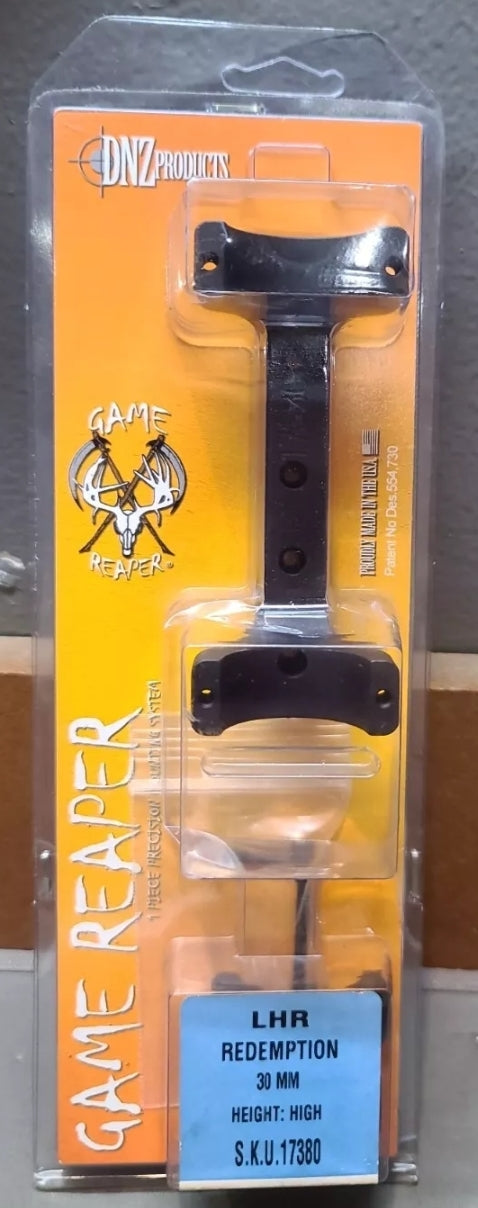 DNZ PRODUCTS
GAME
REAPER
PROUDLY MADE IN THE USA
Patent No Des.554,730
GAME REAPER
1 PIECE PRECISION MOUNTING SYSTEM
LHR
REDEMPTION
30 MM
HEIGHT: HIGH
S.K.U.17380